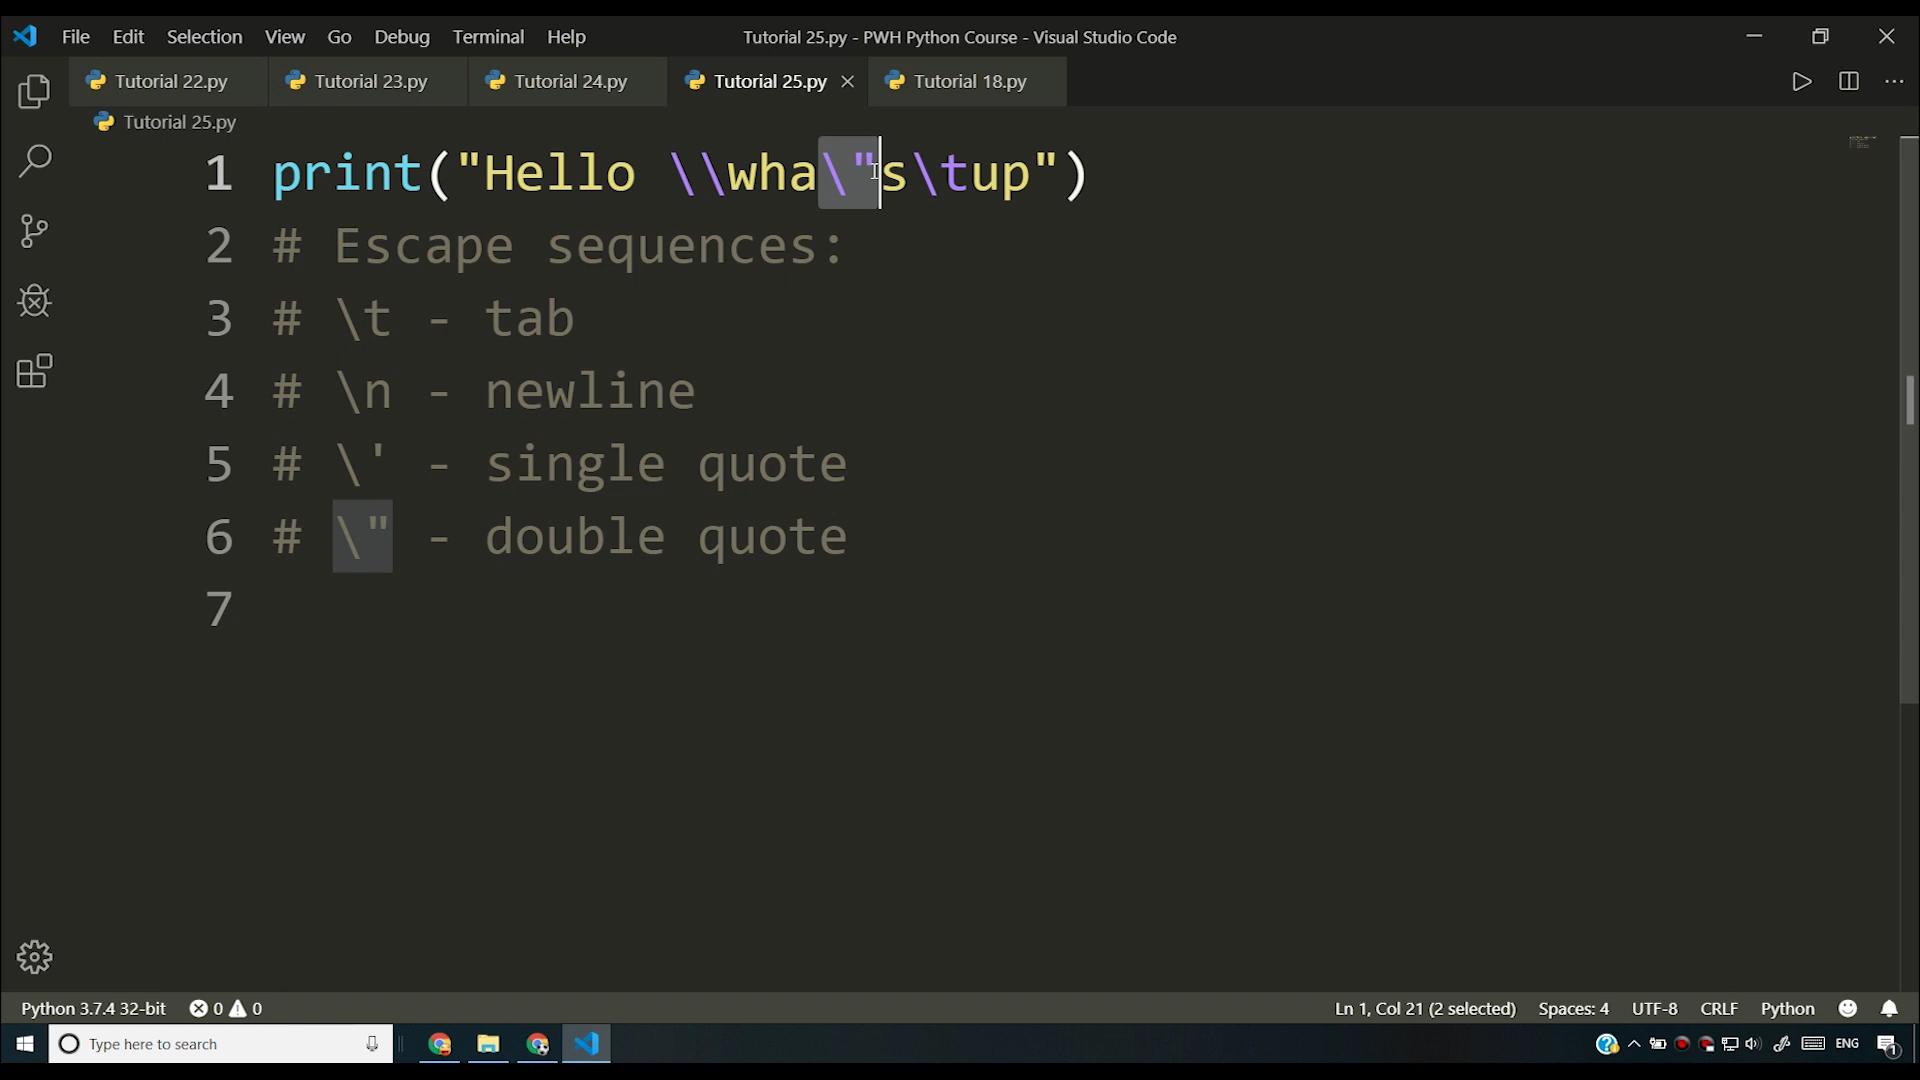 File Edit Selection View Go Debug Terminal Help Tutorial 25.py - PWH Python Course - Visual Studio Code
Tutorial 22.py Tutorial 23.py Tutorial 24.py Tutorial 25.py Tutorial 18.py
Tutorial 25.py
1 print("Hello \\wha\"s\tup")
2 # Escape sequences:
3 # \t - tab
4 # \n - newline
5 # \' - single quote
6 # \" - double quote
7
Python 3.7.4 32-bit 0 0 Ln 1, Col 21 (2 selected) Spaces: 4 UTF-8 CRLF Python
Type here to search ENG 1